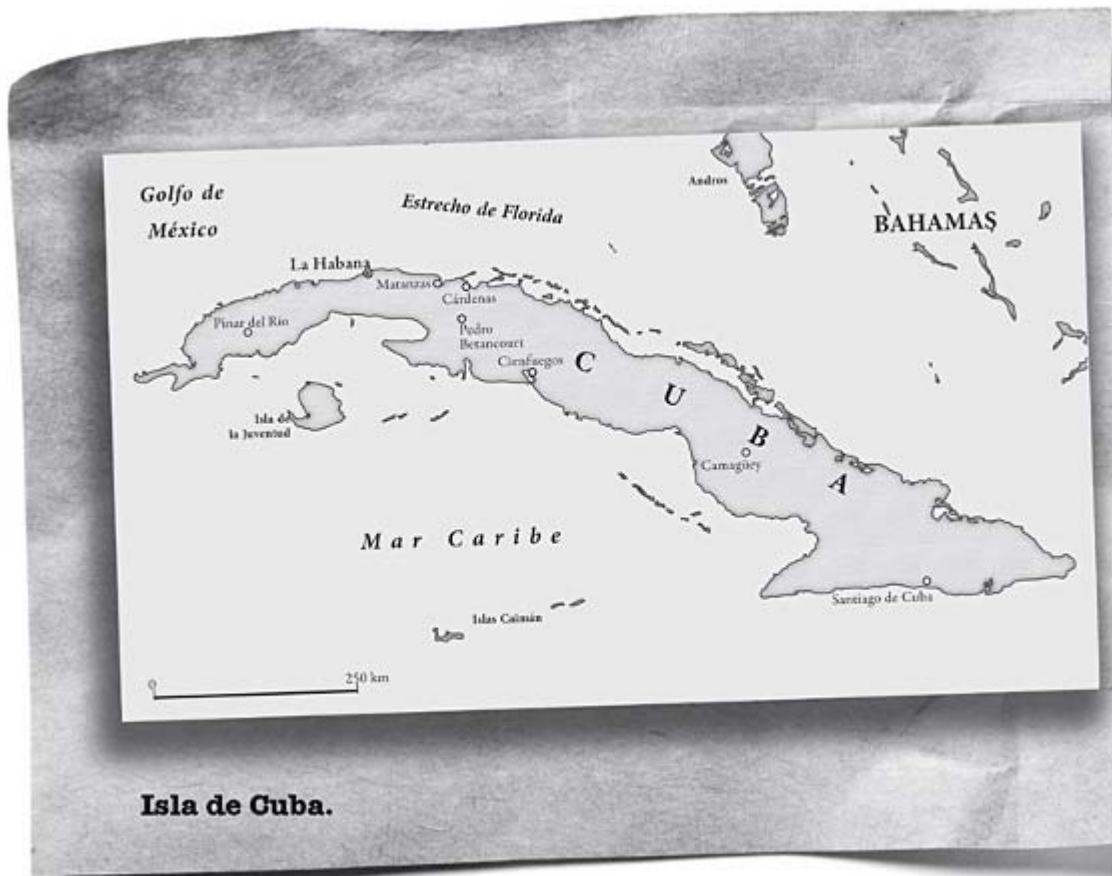 Golfo de
México
Estrecho de Florida
Andros
BAHAMAS
La Habana
Matanzas
Cárdenas
Pinar del Río
Pedro
Betancourt
Cienfuegos
C U B A
Isla de
la Juventud
Camagüey
Mar Caribe
Santiago de Cuba
Islas Caimán
0
250 km
Isla de Cuba.